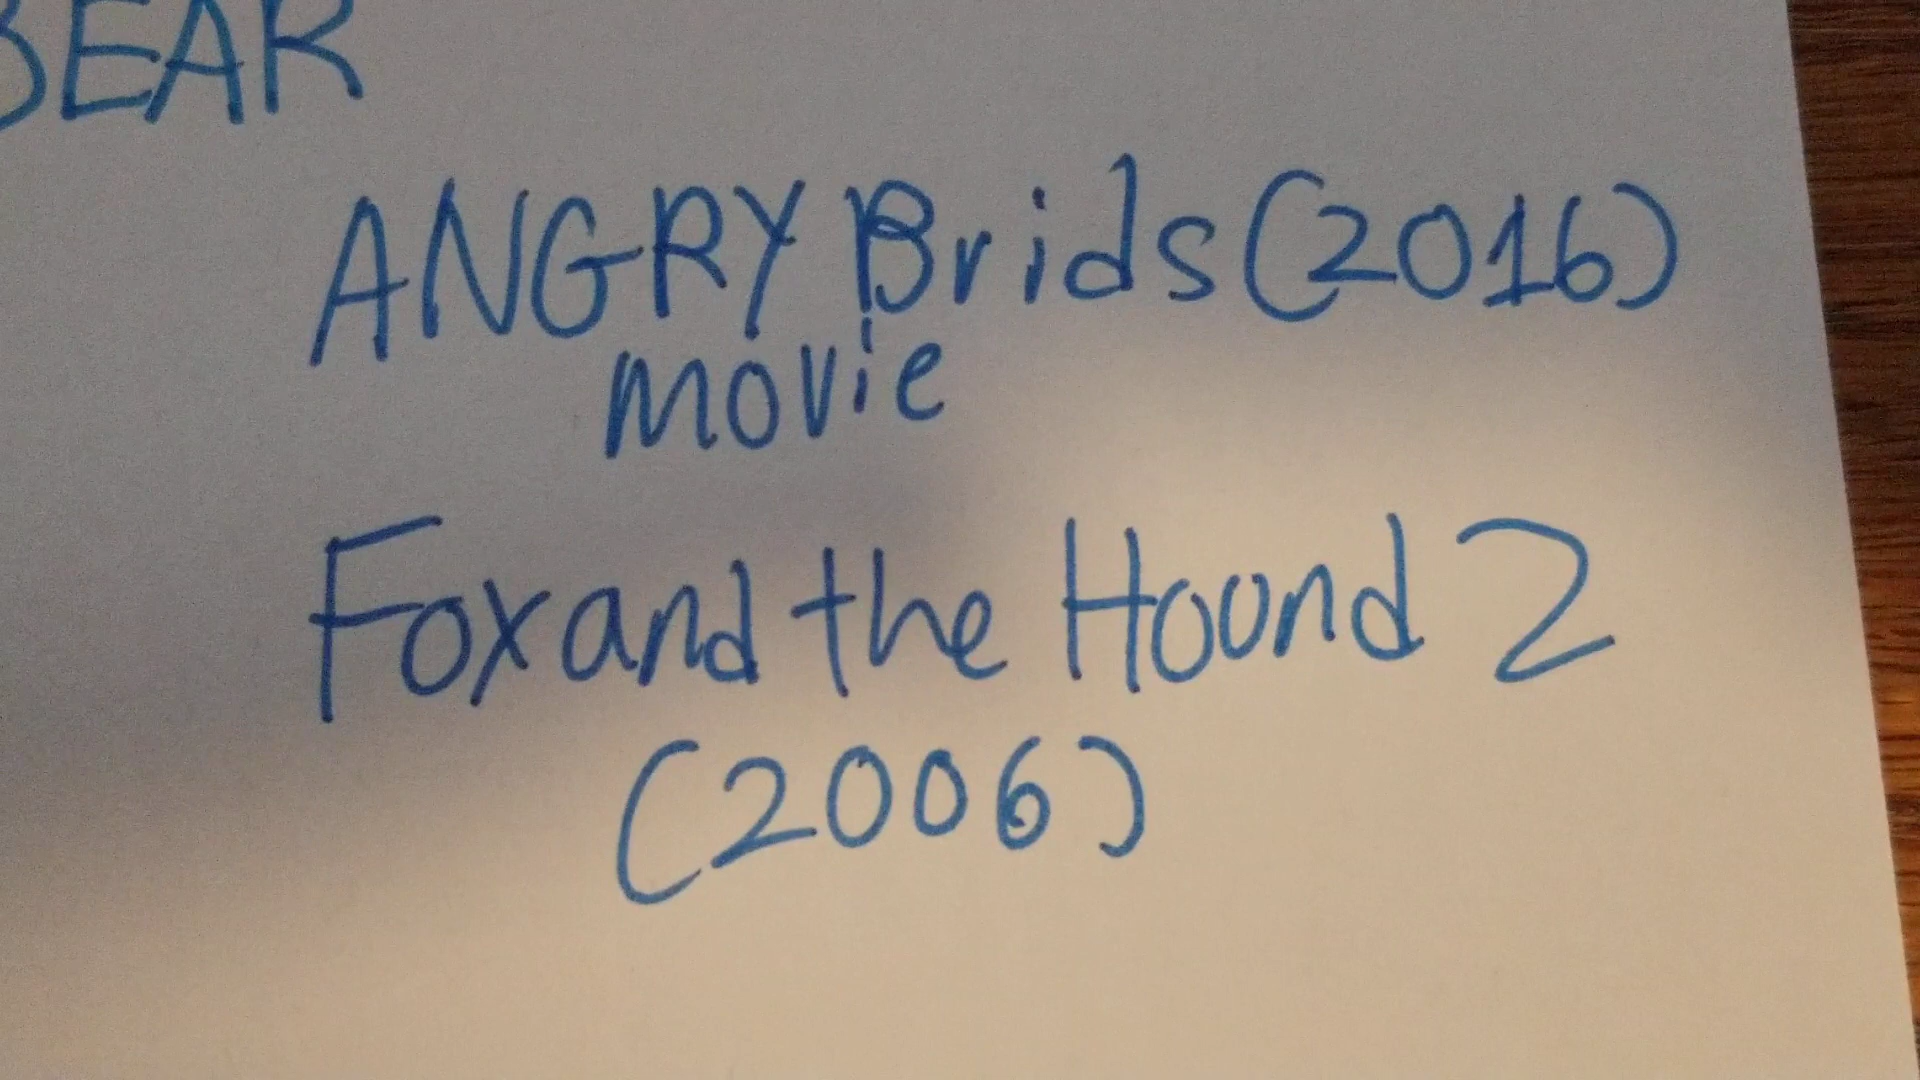 BEAR
ANGRY Brids (2016)
movie
Fox and the Hound 2
(2006)